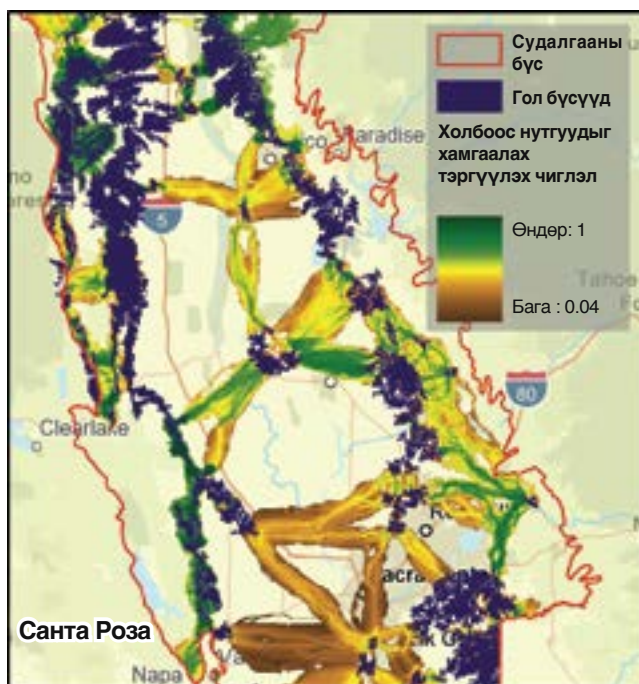 Судалгааны
бүс
Гол бүсүүд
Холбоос нутгуудыг
хамгаалах
тэргүүлэх чиглэл
Өндөр: 1
Бага : 0.04
Paradise
5
80
Clearlake
Санта Роза
Napa